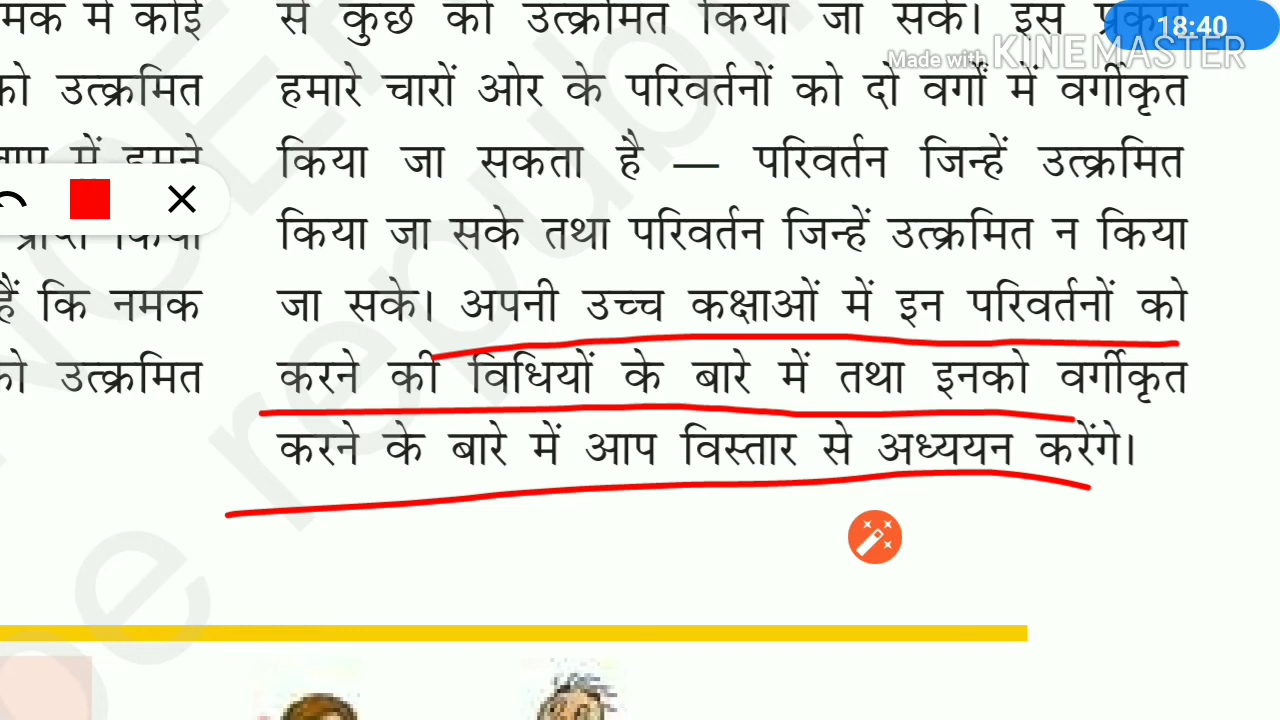 मक में कोई
को उत्क्रमित
में हमने
प्राप्त किया
हैं कि नमक
को उत्क्रमित
से कुछ को उत्क्रमित किया जा सके। इस प्रकार
हमारे चारों ओर के परिवर्तनों को दो वर्गों में वर्गीकृत
किया जा सकता है — परिवर्तन जिन्हें उत्क्रमित
किया जा सके तथा परिवर्तन जिन्हें उत्क्रमित न किया
जा सके। अपनी उच्च कक्षाओं में इन परिवर्तनों को
करने की विधियों के बारे में तथा इनको वर्गीकृत
करने के बारे में आप विस्तार से अध्ययन करेंगे।
18:40
Made with KINEMASTER